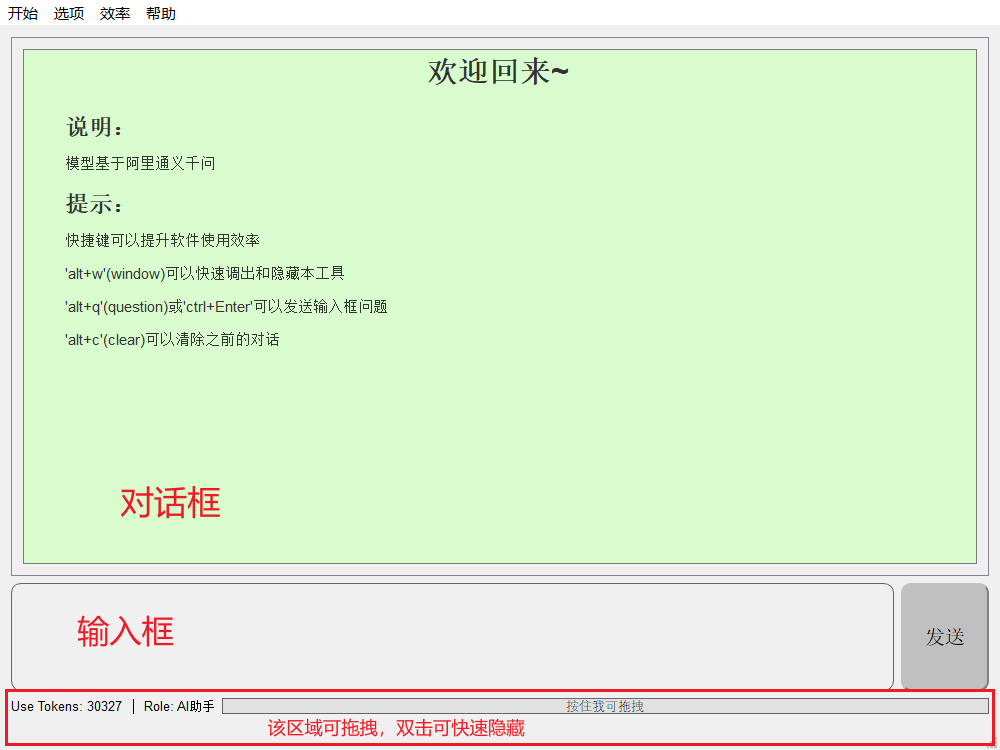 开始 选项 效率 帮助
欢迎回来~
说明：
模型基于阿里通义千问
提示：
快捷键可以提升软件使用效率
'alt+w'(window)可以快速调出和隐藏本工具
'alt+q'(question)或'ctrl+Enter'可以发送输入框问题
'alt+c'(clear)可以清除之前的对话
对话框
输入框
发送
Use Tokens: 30327 | Role: AI助手 按住我可拖拽
该区域可拖拽，双击可快速隐藏